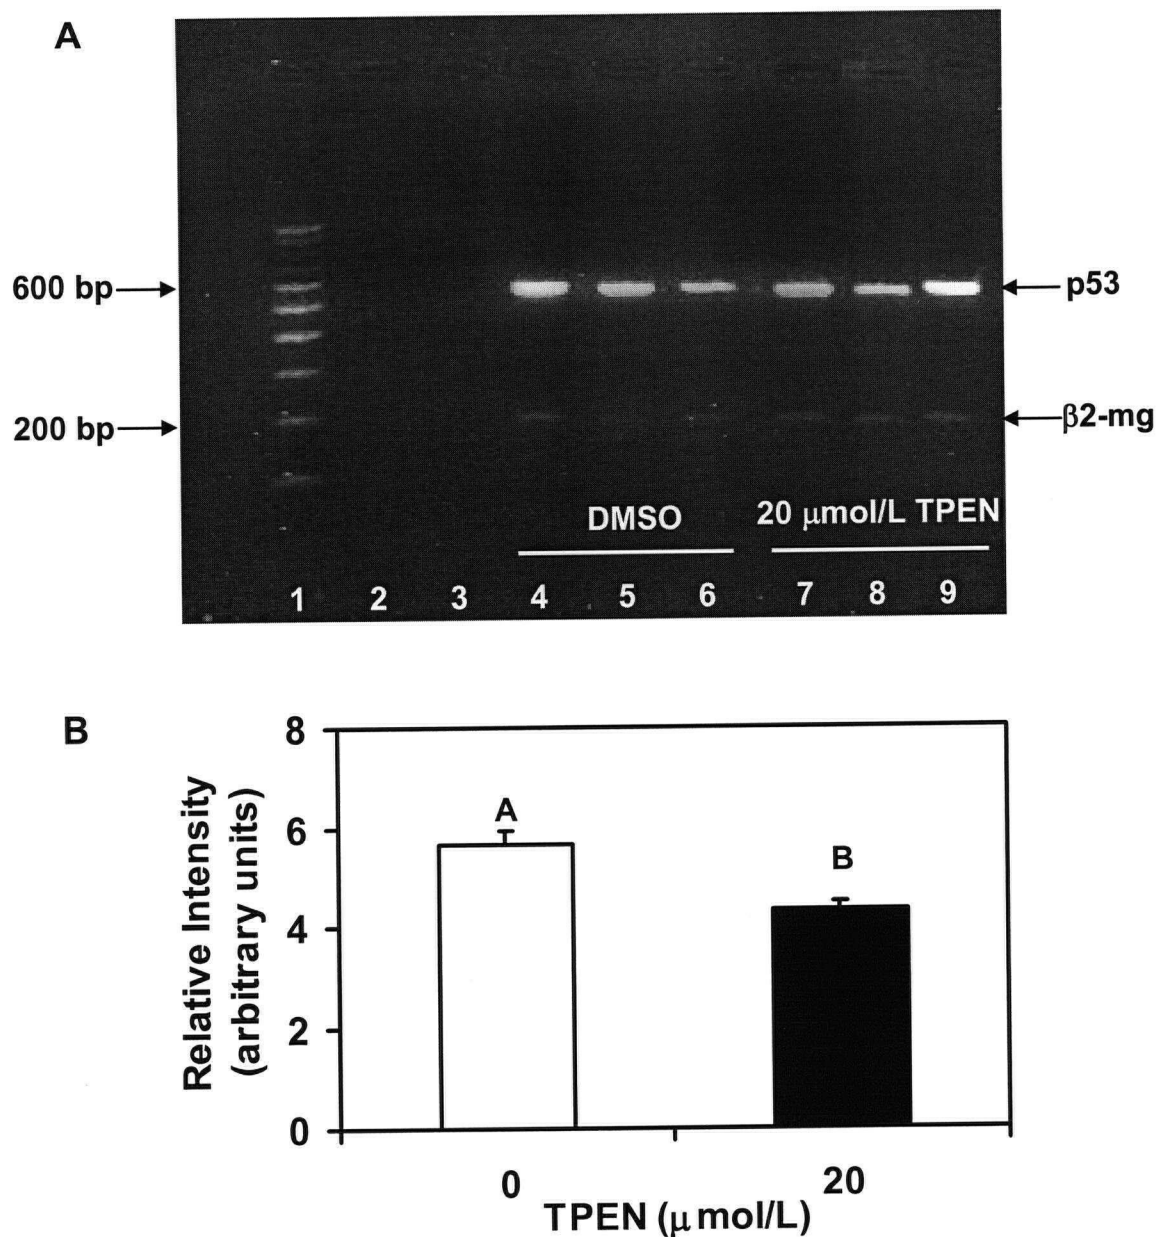 A
600 bp
p53
200 bp
β2-mg
DMSO
20 μmol/L TPEN
1 2 3 4 5 6 7 8 9
B
8
6
4
2
0
Relative Intensity
(arbitrary units)
A
B
0 20
TPEN (μ mol/L)